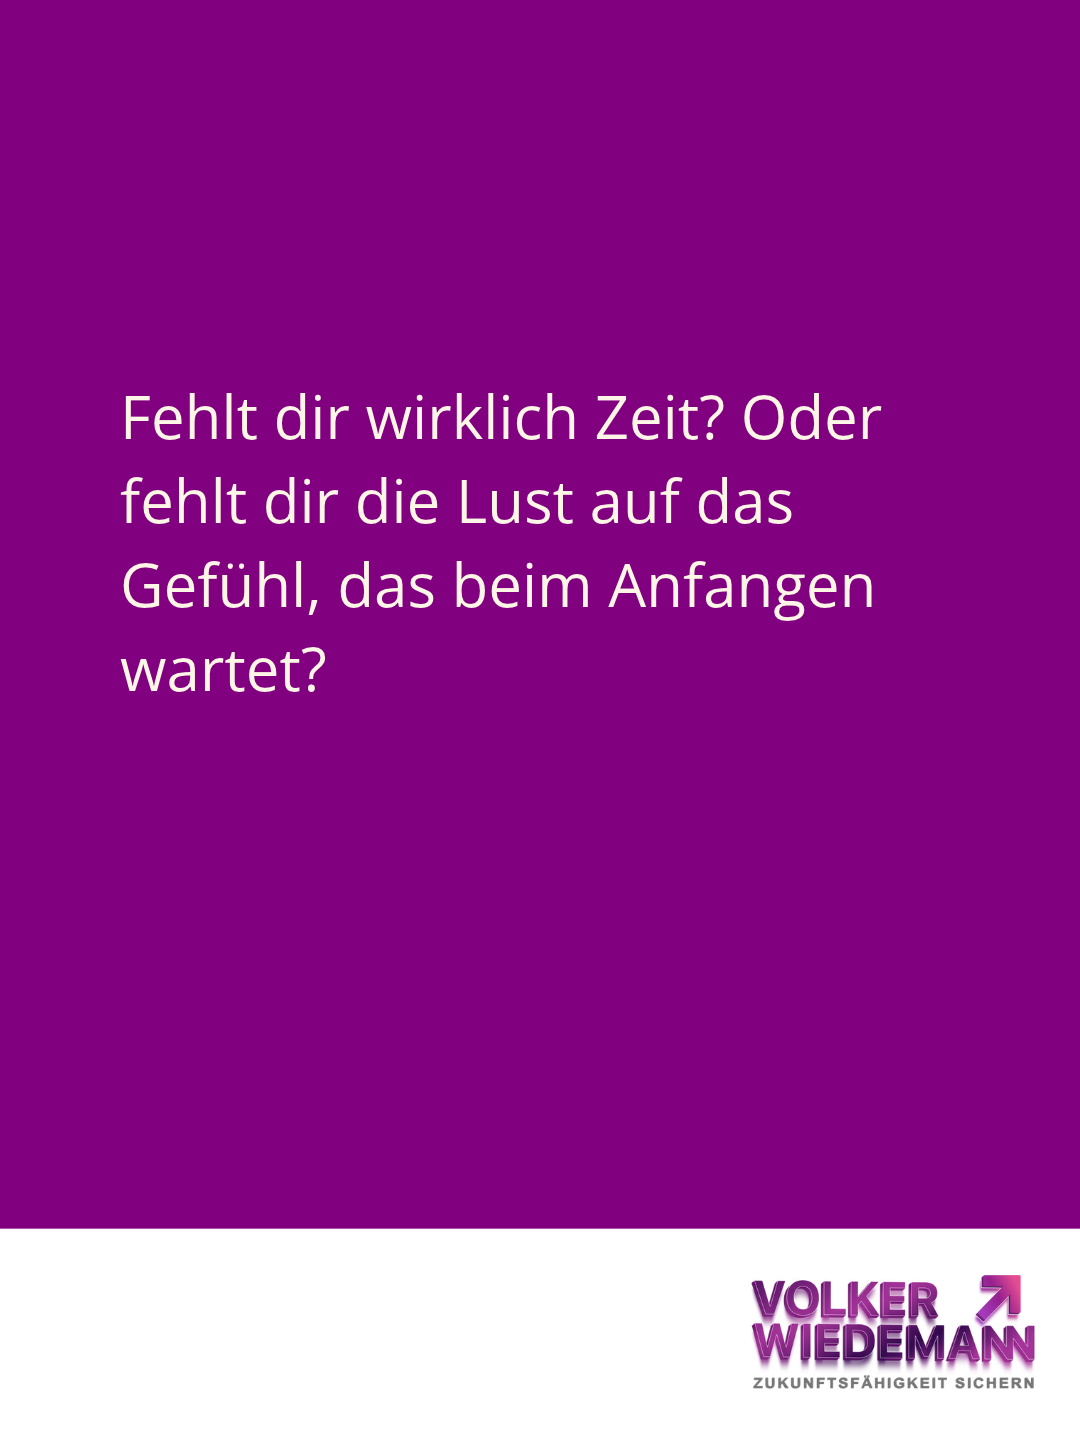 Fehlt dir wirklich Zeit? Oder
fehlt dir die Lust auf das
Gefühl, das beim Anfangen
wartet?
VOLKER
WIEDEMANN
ZUKUNFTSFÄHIGKEIT SICHERN